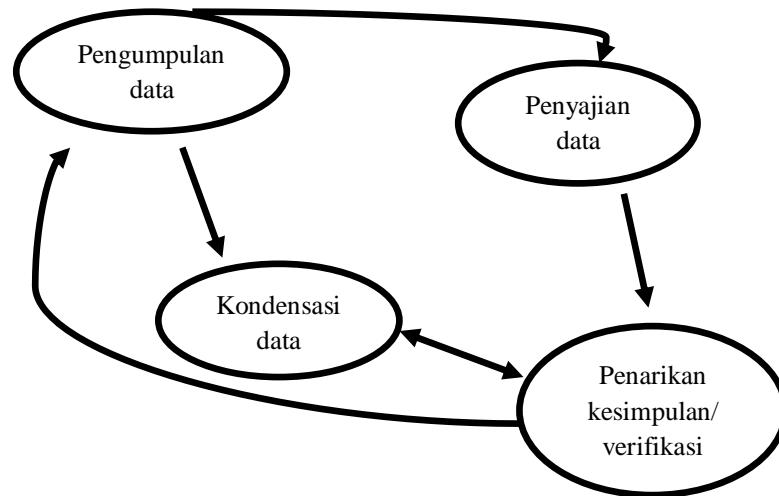 Pengumpulan
data
Penyajian
data
Kondensasi
data
Penarikan
kesimpulan/
verifikasi